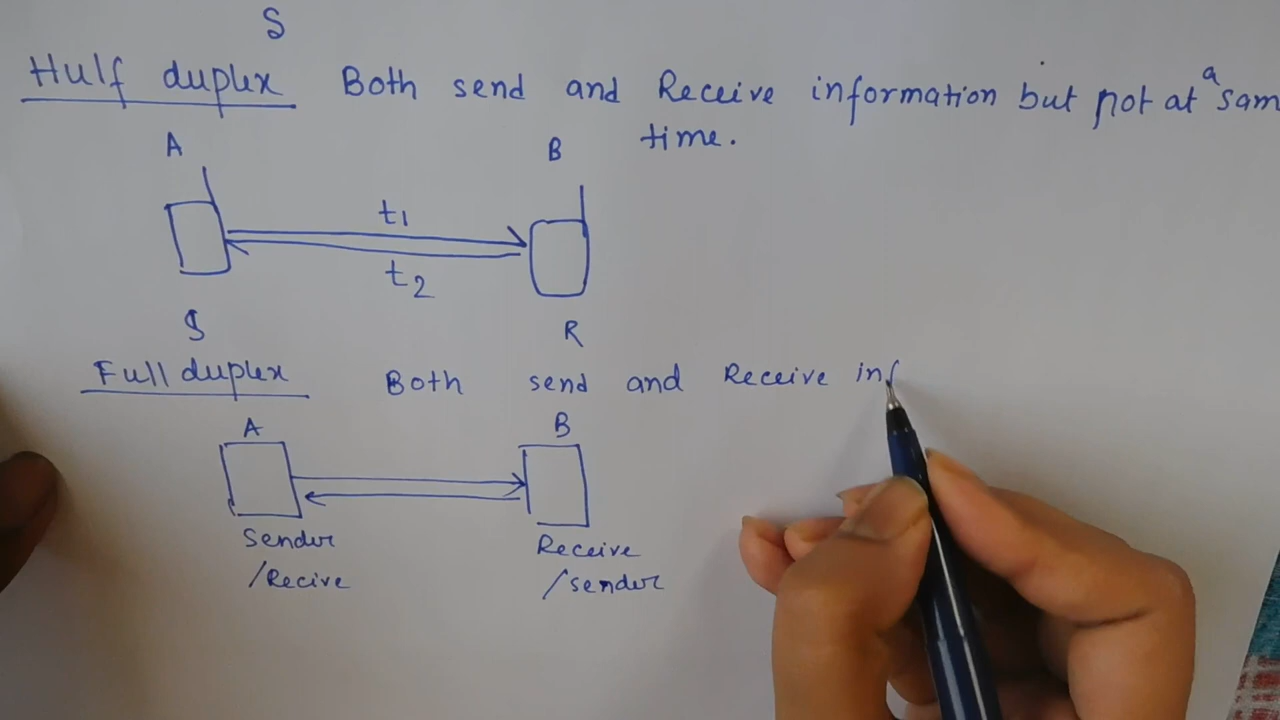 S
Hulf duplex Both send and Receive information but not at a sam
time.
A B
t1
t2
S R
Full duplex Both send and Receive inf
A B
Sender Receive
/Recive /sender